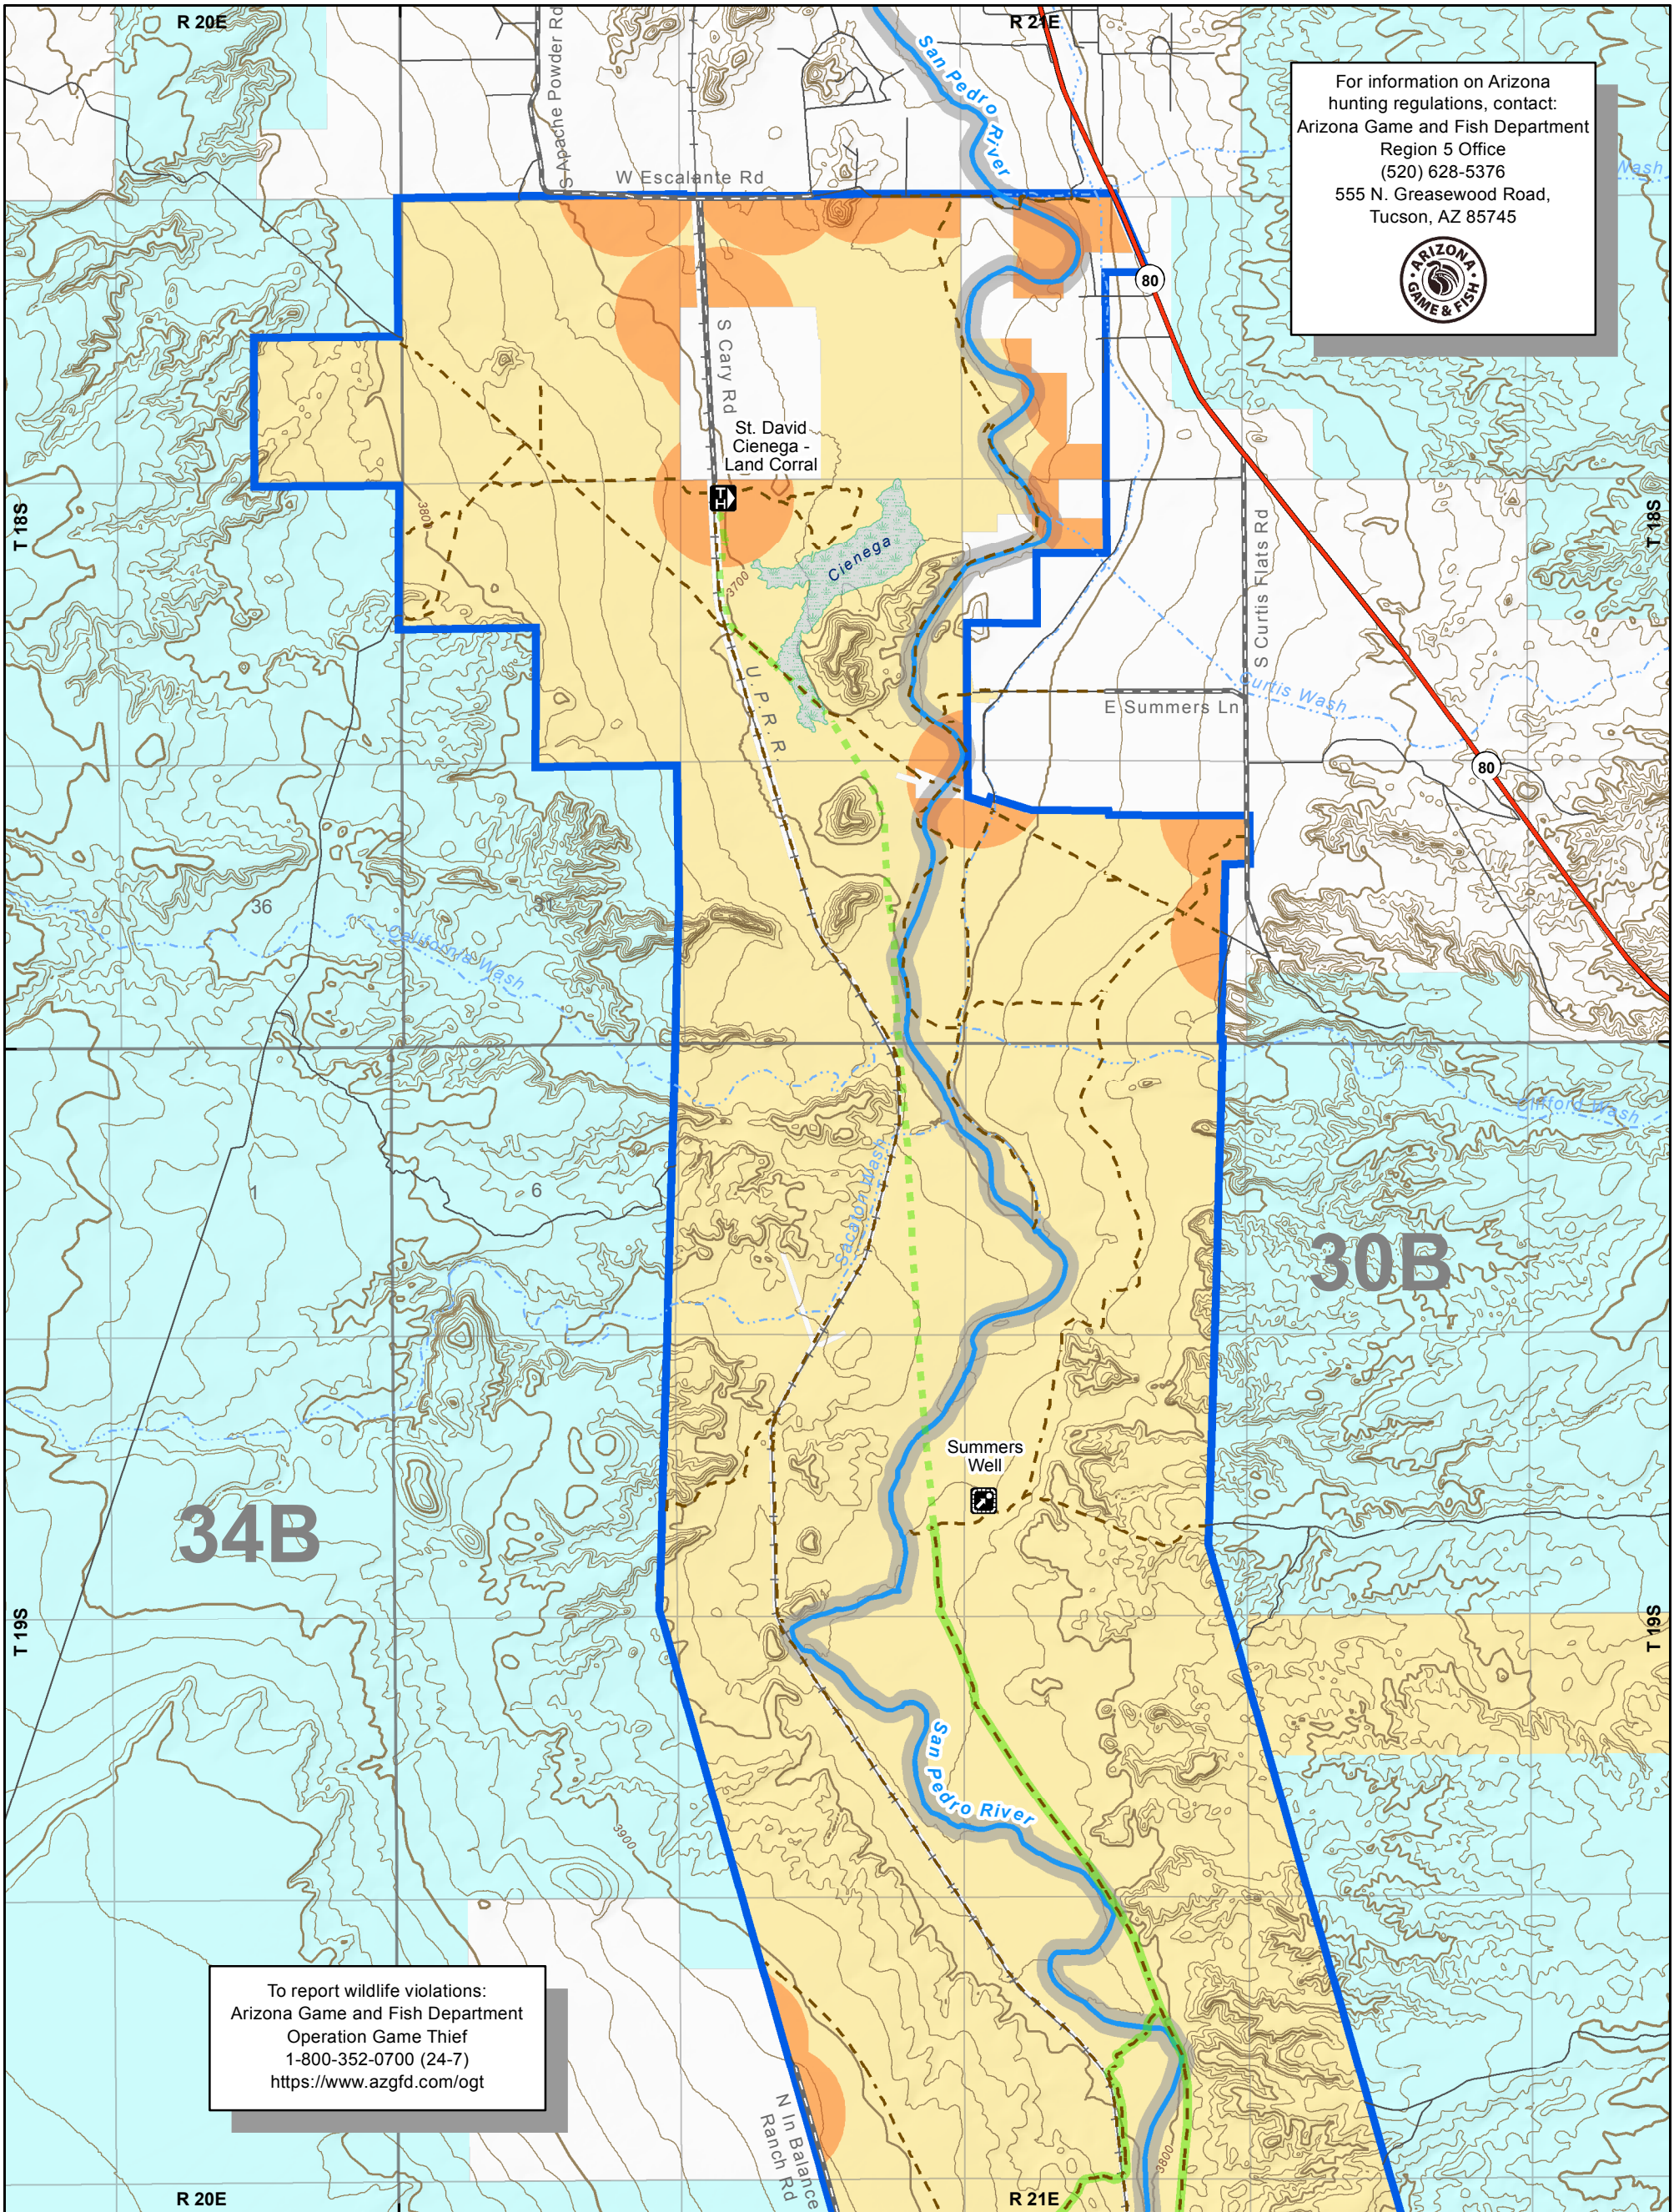 R 20E
R 21E
S Apache Powder Rd
San Pedro River
For information on Arizona
hunting regulations, contact:
Arizona Game and Fish Department
Region 5 Office
(520) 628-5376
555 N. Greasewood Road,
Tucson, AZ 85745
ARIZONA
GAME & FISH
Wash
W Escalante Rd
80
S Cary Rd
St. David
Cienega -
Land Corral
TH
T 18S
3800
Cienega
3700
S Curtis Flats Rd
T 18S
U.P.R.R.
Curtis Wash
E Summers Ln
80
36
31
California Wash
Clifford Wash
1
6
Sacaton Wash
30B
Summers
Well
34B
T 19S
T 19S
San Pedro River
3900
To report wildlife violations:
Arizona Game and Fish Department
Operation Game Thief
1-800-352-0700 (24-7)
https://www.azgfd.com/ogt
N In Balance
Ranch Rd
3800
R 20E
R 21E